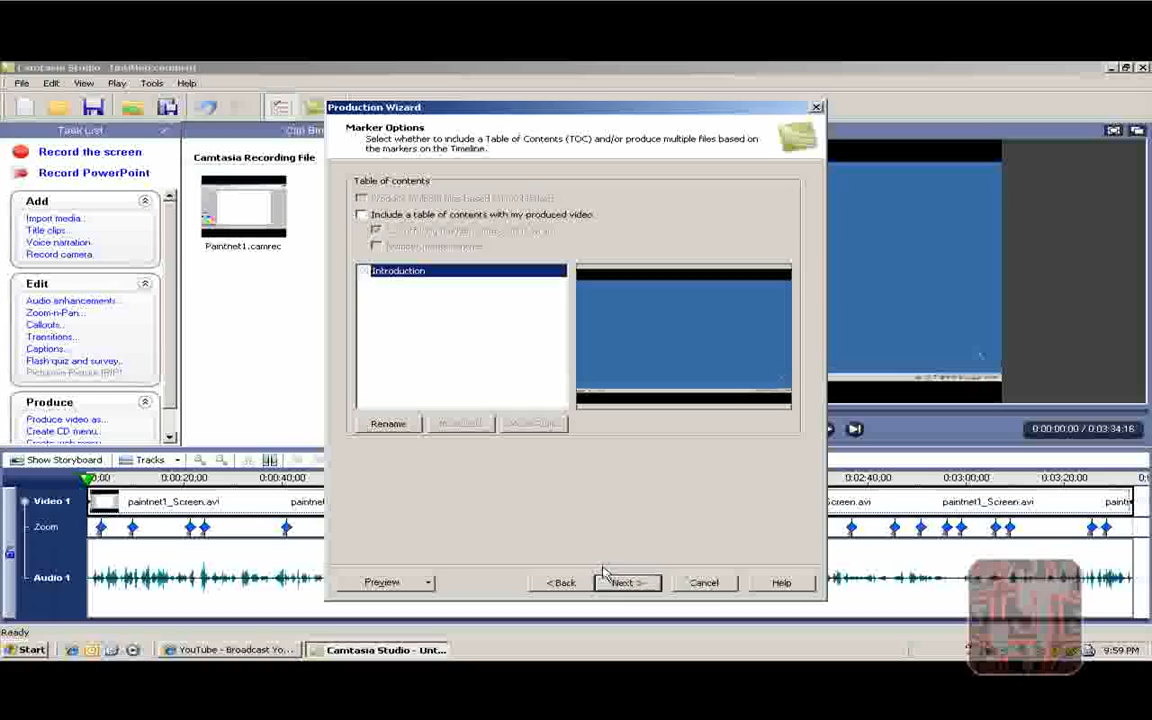 Camtasia Studio - Untitled.camproj
File Edit View Play Tools Help
Task List
Clip Bin
Record the screen
Record PowerPoint
Add
Import media...
Title clips...
Voice narration...
Record camera...
Edit
Audio enhancements...
Zoom-n-Pan...
Callouts...
Transitions...
Captions...
Flash quiz and survey...
Picture-in-Picture (PIP)
Produce
Produce video as...
Create CD menu...
Create web menu...
Camtasia Recording File
Paintnet1.camrec
Production Wizard
Marker Options
Select whether to include a Table of Contents (TOC) and/or produce multiple files based on
the markers on the Timeline.
Table of contents
Include a table of contents with my produced video
Introduction
Rename
Preview
< Back
Next >
Cancel
Help
0:00:00;00 / 0:03:34;16
Show Storyboard
Tracks
0:00:20;00
0:00:40;00
0:02:40;00
0:03:00;00
0:03:20;00
Video 1
paintnet1_Screen.avi
paintnet1_Screen.avi
Zoom
Audio 1
Ready
Start
YouTube - Broadcast Yo...
Camtasia Studio - Unt...
9:59 PM